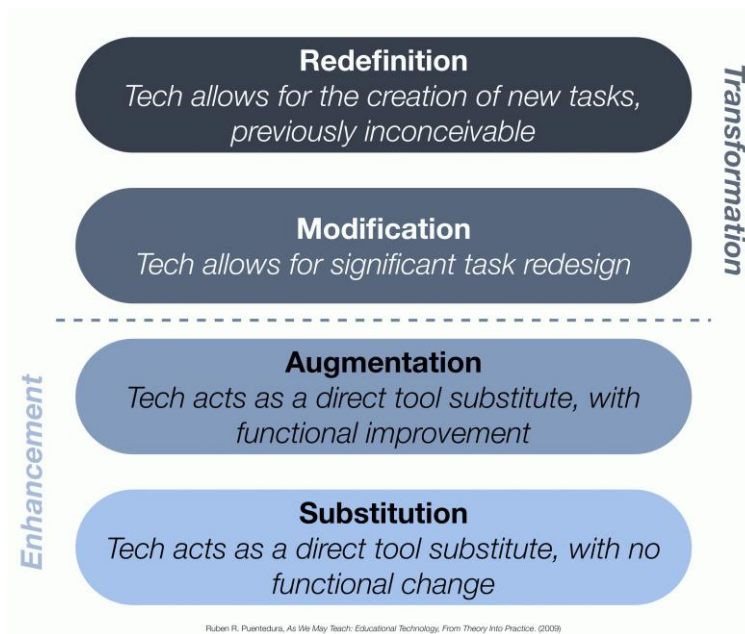 Redefinition
Tech allows for the creation of new tasks,
previously inconceivable
Transformation
Modification
Tech allows for significant task redesign
Enhancement
Augmentation
Tech acts as a direct tool substitute, with
functional improvement
Substitution
Tech acts as a direct tool substitute, with no
functional change
Ruben R. Puentedura, As We May Teach: Educational Technology, From Theory Into Practice. (2009)